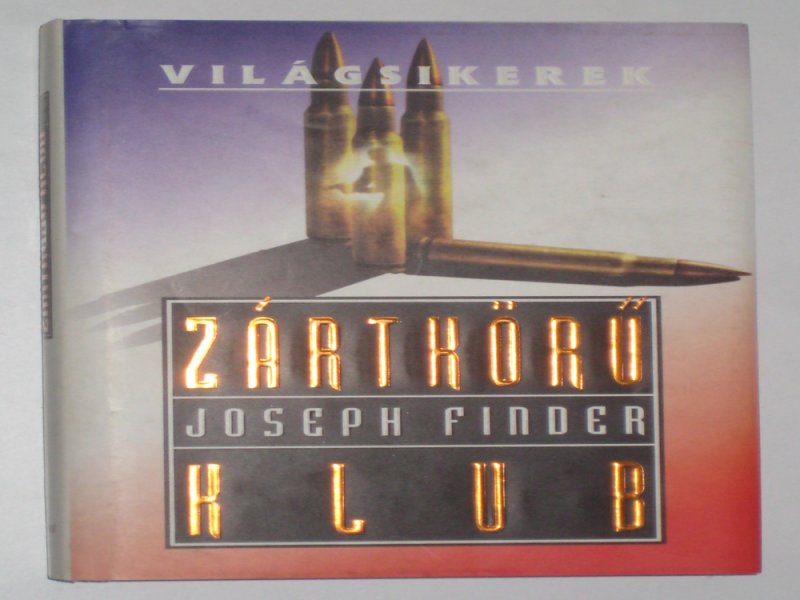 VILÁGSIKEREK
ZÁRTKÖRŰ
JOSEPH FINDER
KLUB